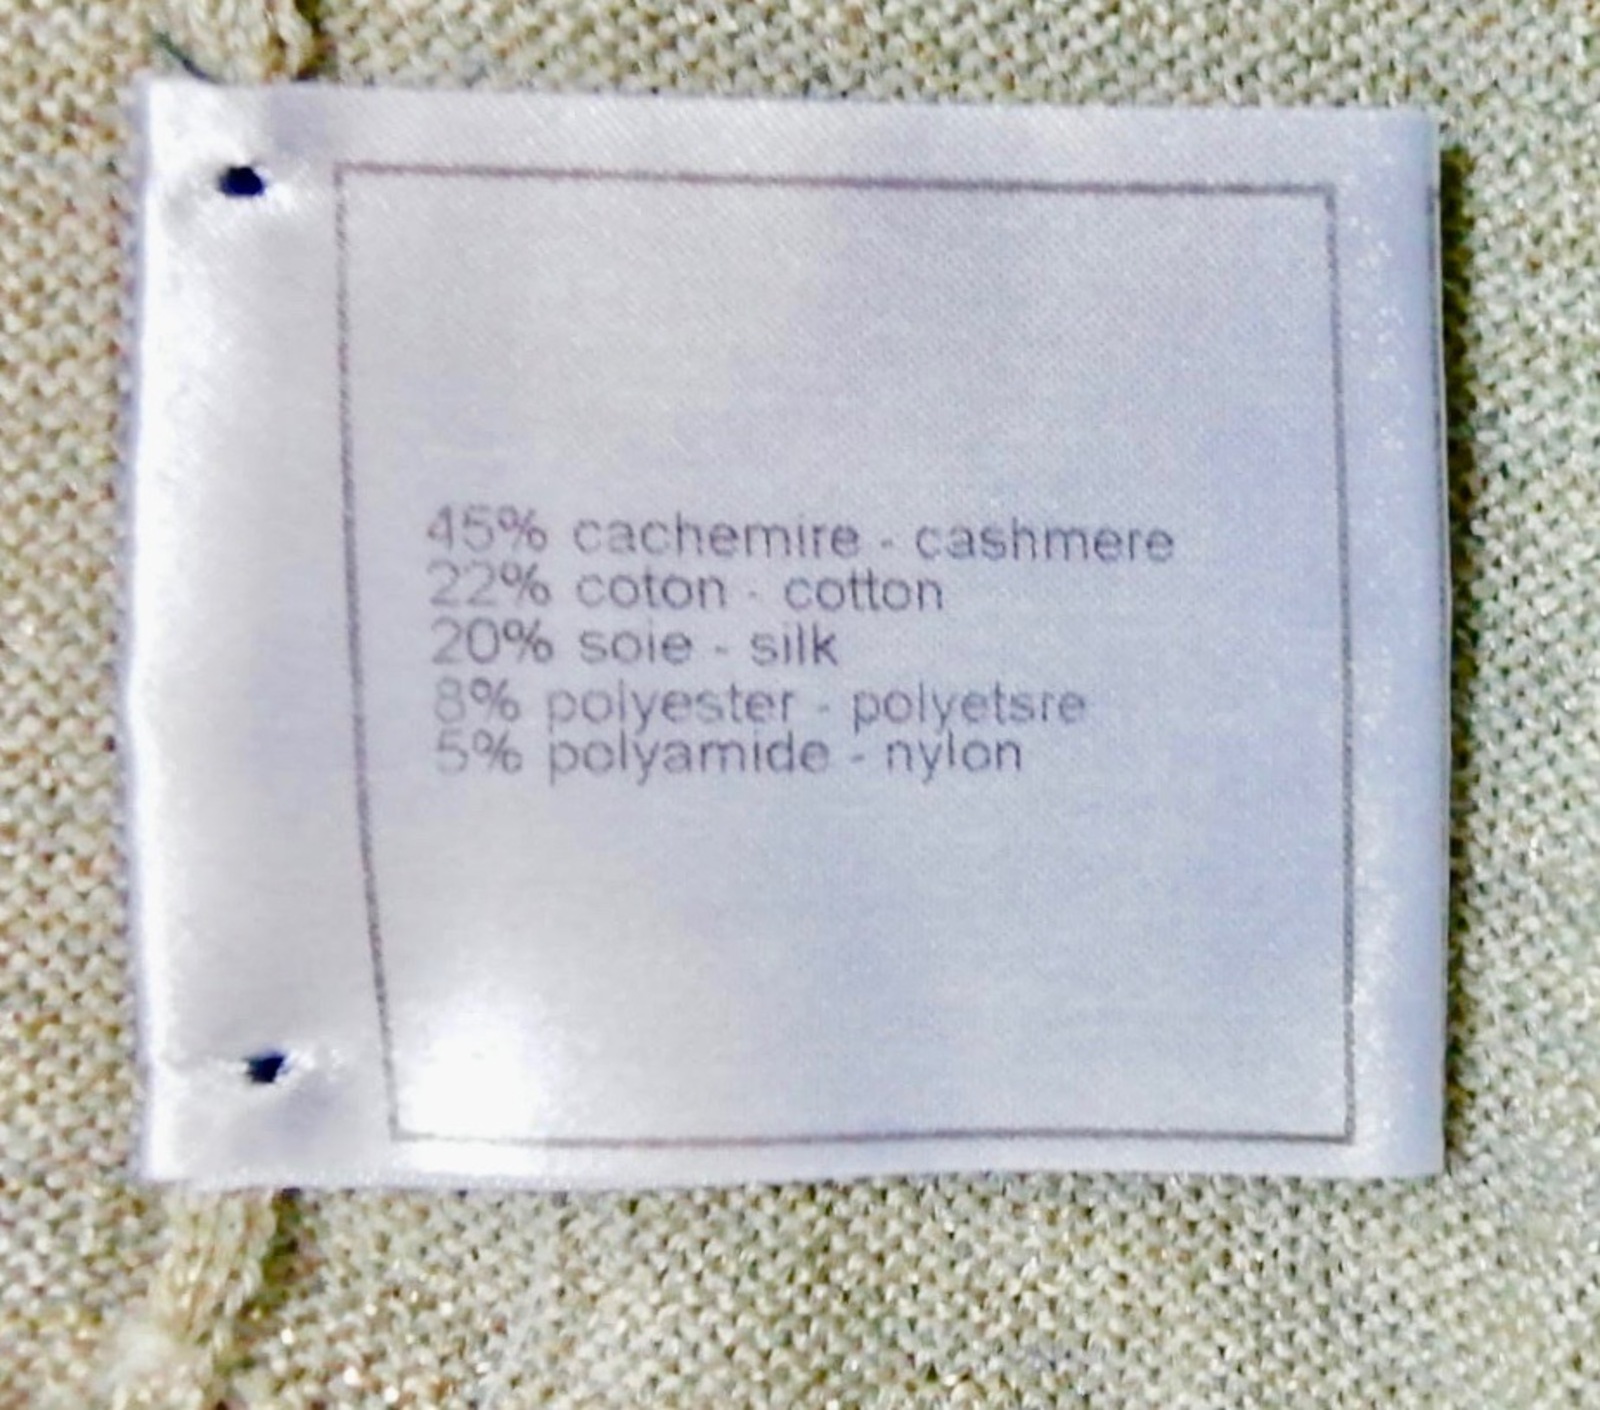 45% cachemire - cashmere
22% coton - cotton
20% soie - silk
8% polyester - polyetsre
5% polyamide - nylon